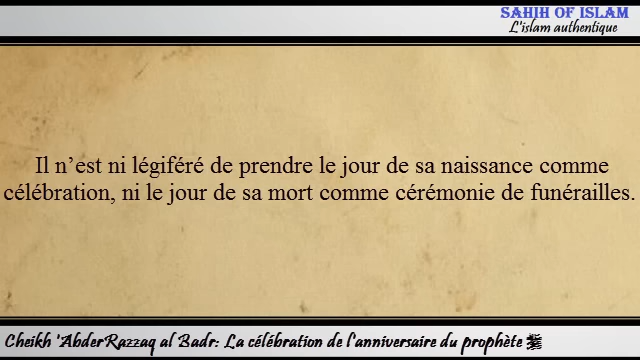 SAHIH OF ISLAM
L'islam authentique
Il n’est ni légiféré de prendre le jour de sa naissance comme
célébration, ni le jour de sa mort comme cérémonie de funérailles.
Cheikh 'AbderRazzaq al Badr: La célébration de l'anniversaire du prophète ﷺ